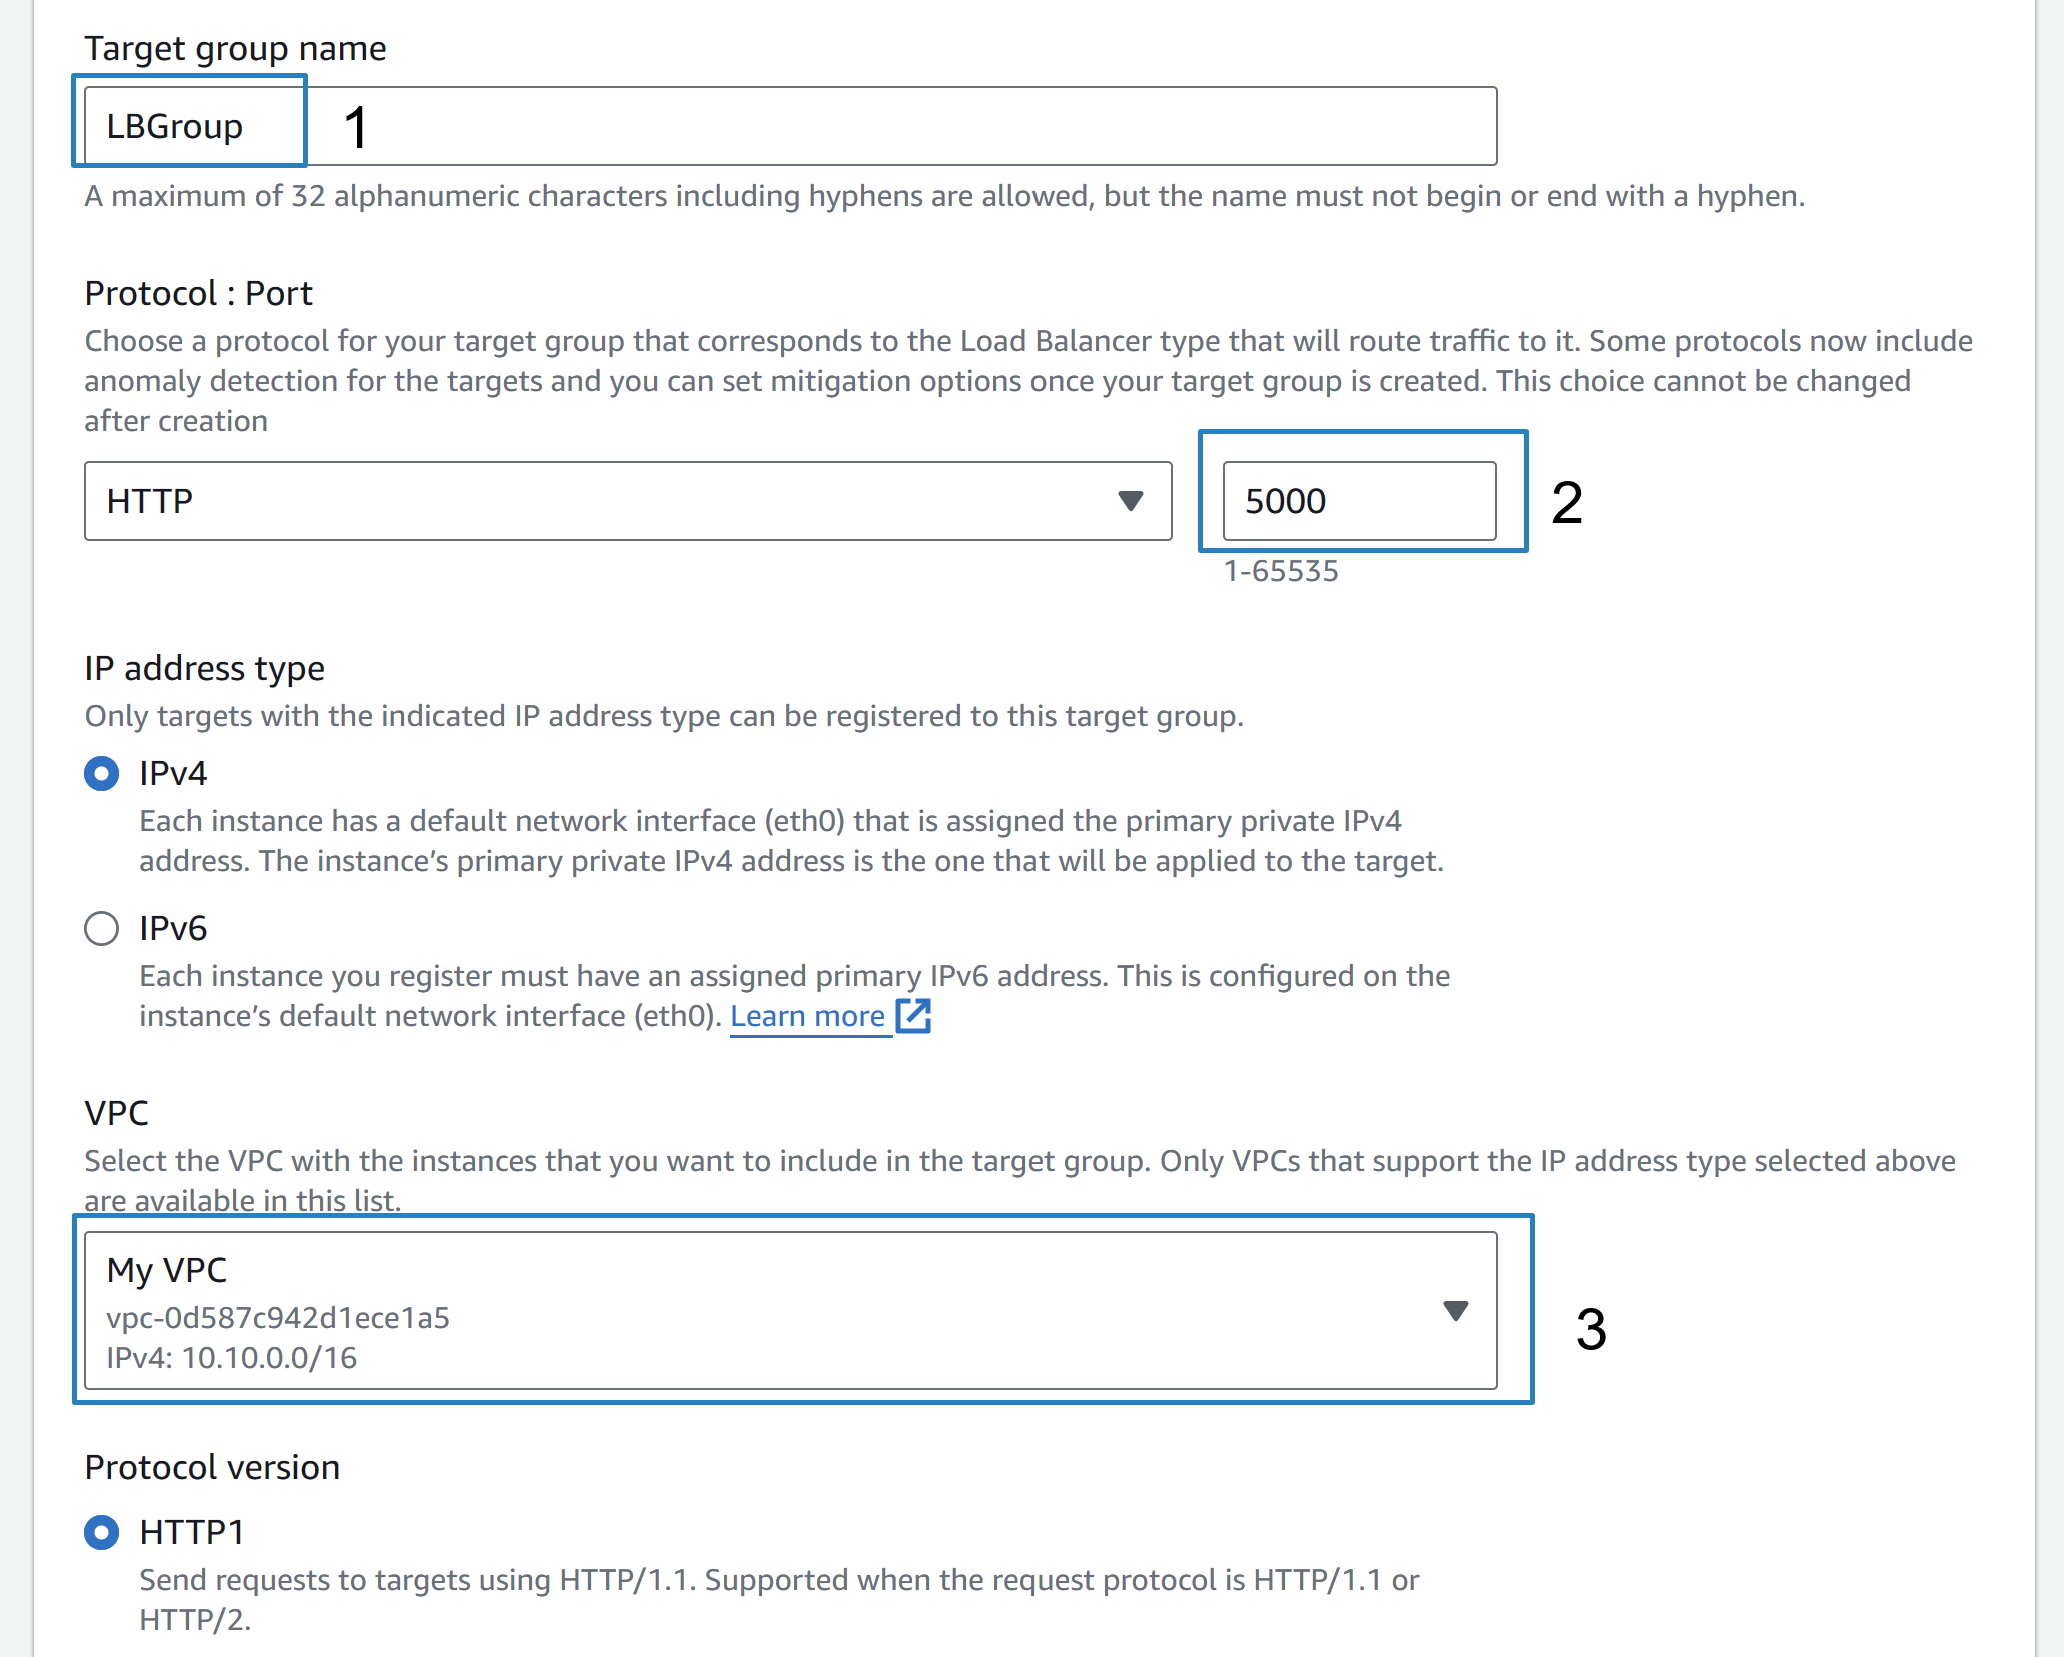 Target group name
LBGroup 1
A maximum of 32 alphanumeric characters including hyphens are allowed, but the name must not begin or end with a hyphen.
Protocol : Port
Choose a protocol for your target group that corresponds to the Load Balancer type that will route traffic to it. Some protocols now include
anomaly detection for the targets and you can set mitigation options once your target group is created. This choice cannot be changed
after creation
HTTP 5000 2
1-65535
IP address type
Only targets with the indicated IP address type can be registered to this target group.
IPv4
Each instance has a default network interface (eth0) that is assigned the primary private IPv4
address. The instance’s primary private IPv4 address is the one that will be applied to the target.
IPv6
Each instance you register must have an assigned primary IPv6 address. This is configured on the
instance’s default network interface (eth0). Learn more
VPC
Select the VPC with the instances that you want to include in the target group. Only VPCs that support the IP address type selected above
are available in this list.
My VPC
vpc-0d587c942d1ece1a5
IPv4: 10.10.0.0/16
3
Protocol version
HTTP1
Send requests to targets using HTTP/1.1. Supported when the request protocol is HTTP/1.1 or
HTTP/2.